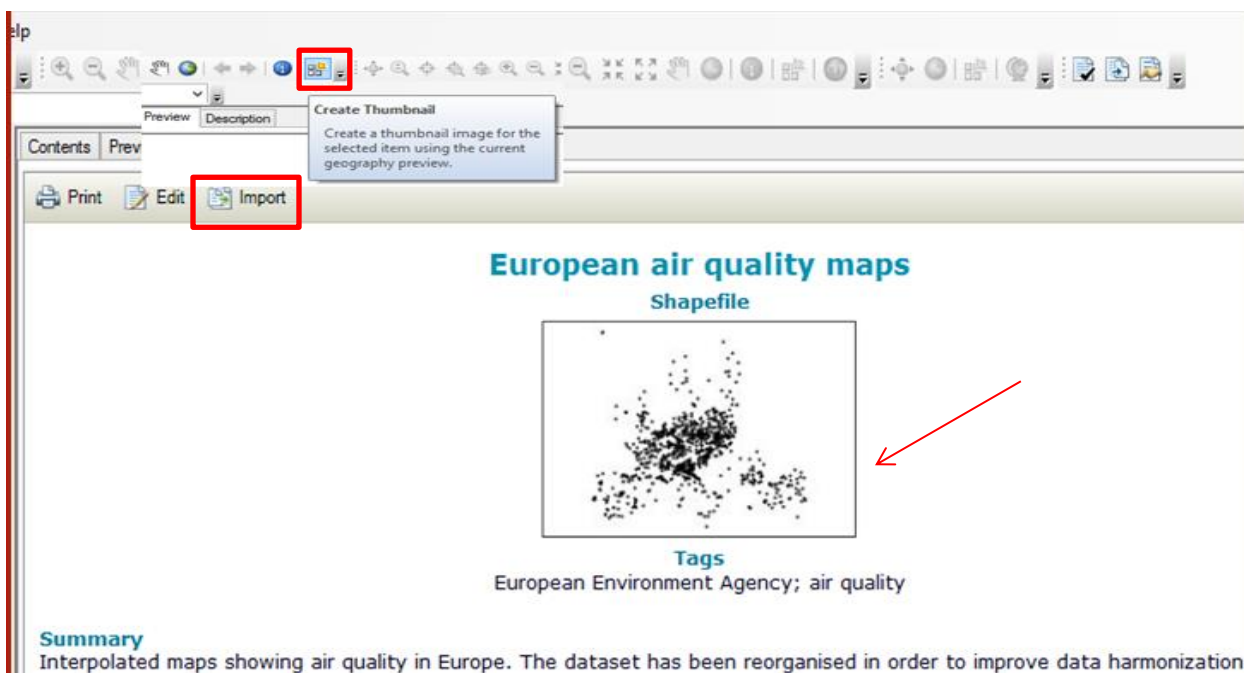 elp
Preview Description
Create Thumbnail
Create a thumbnail image for the
selected item using the current
geography preview.
Contents Prev
Print Edit Import
European air quality maps
Shapefile
Tags
European Environment Agency; air quality
Summary
Interpolated maps showing air quality in Europe. The dataset has been reorganised in order to improve data harmonization